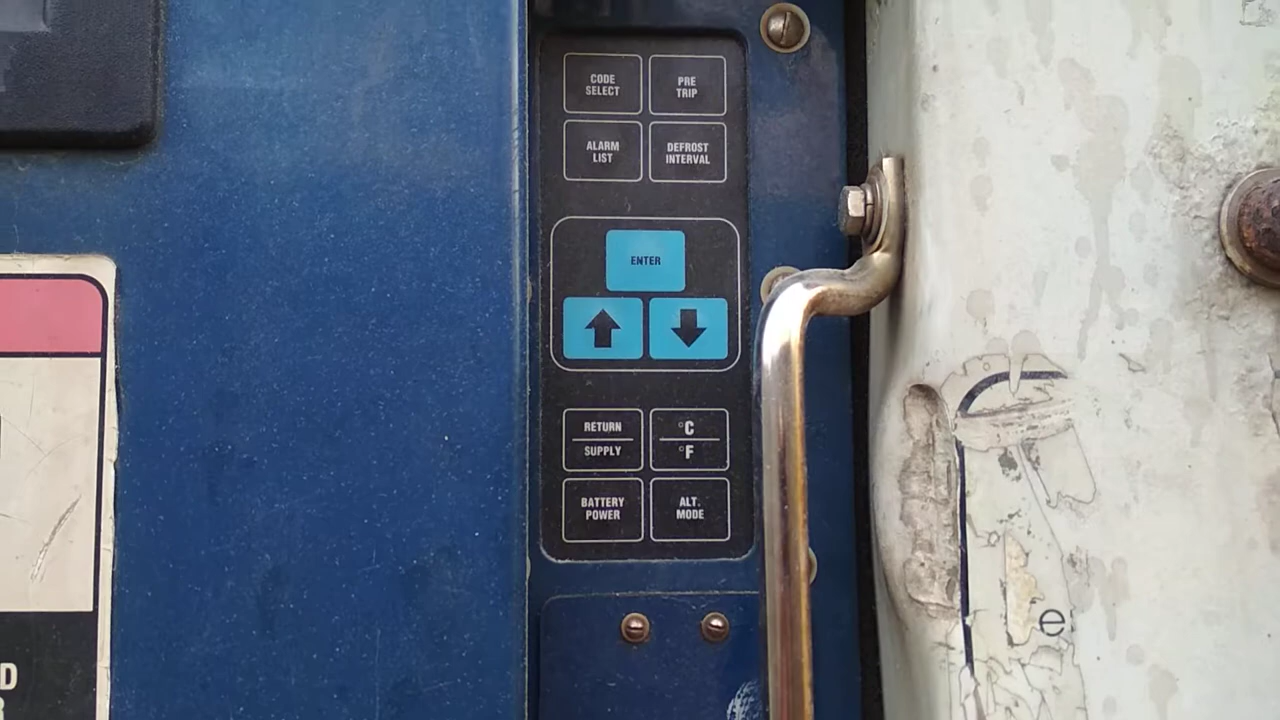 CODE
SELECT
PRE
TRIP
ALARM
LIST
DEFROST
INTERVAL
ENTER
RETURN
SUPPLY
°C
°F
BATTERY
POWER
ALT.
MODE
D
e